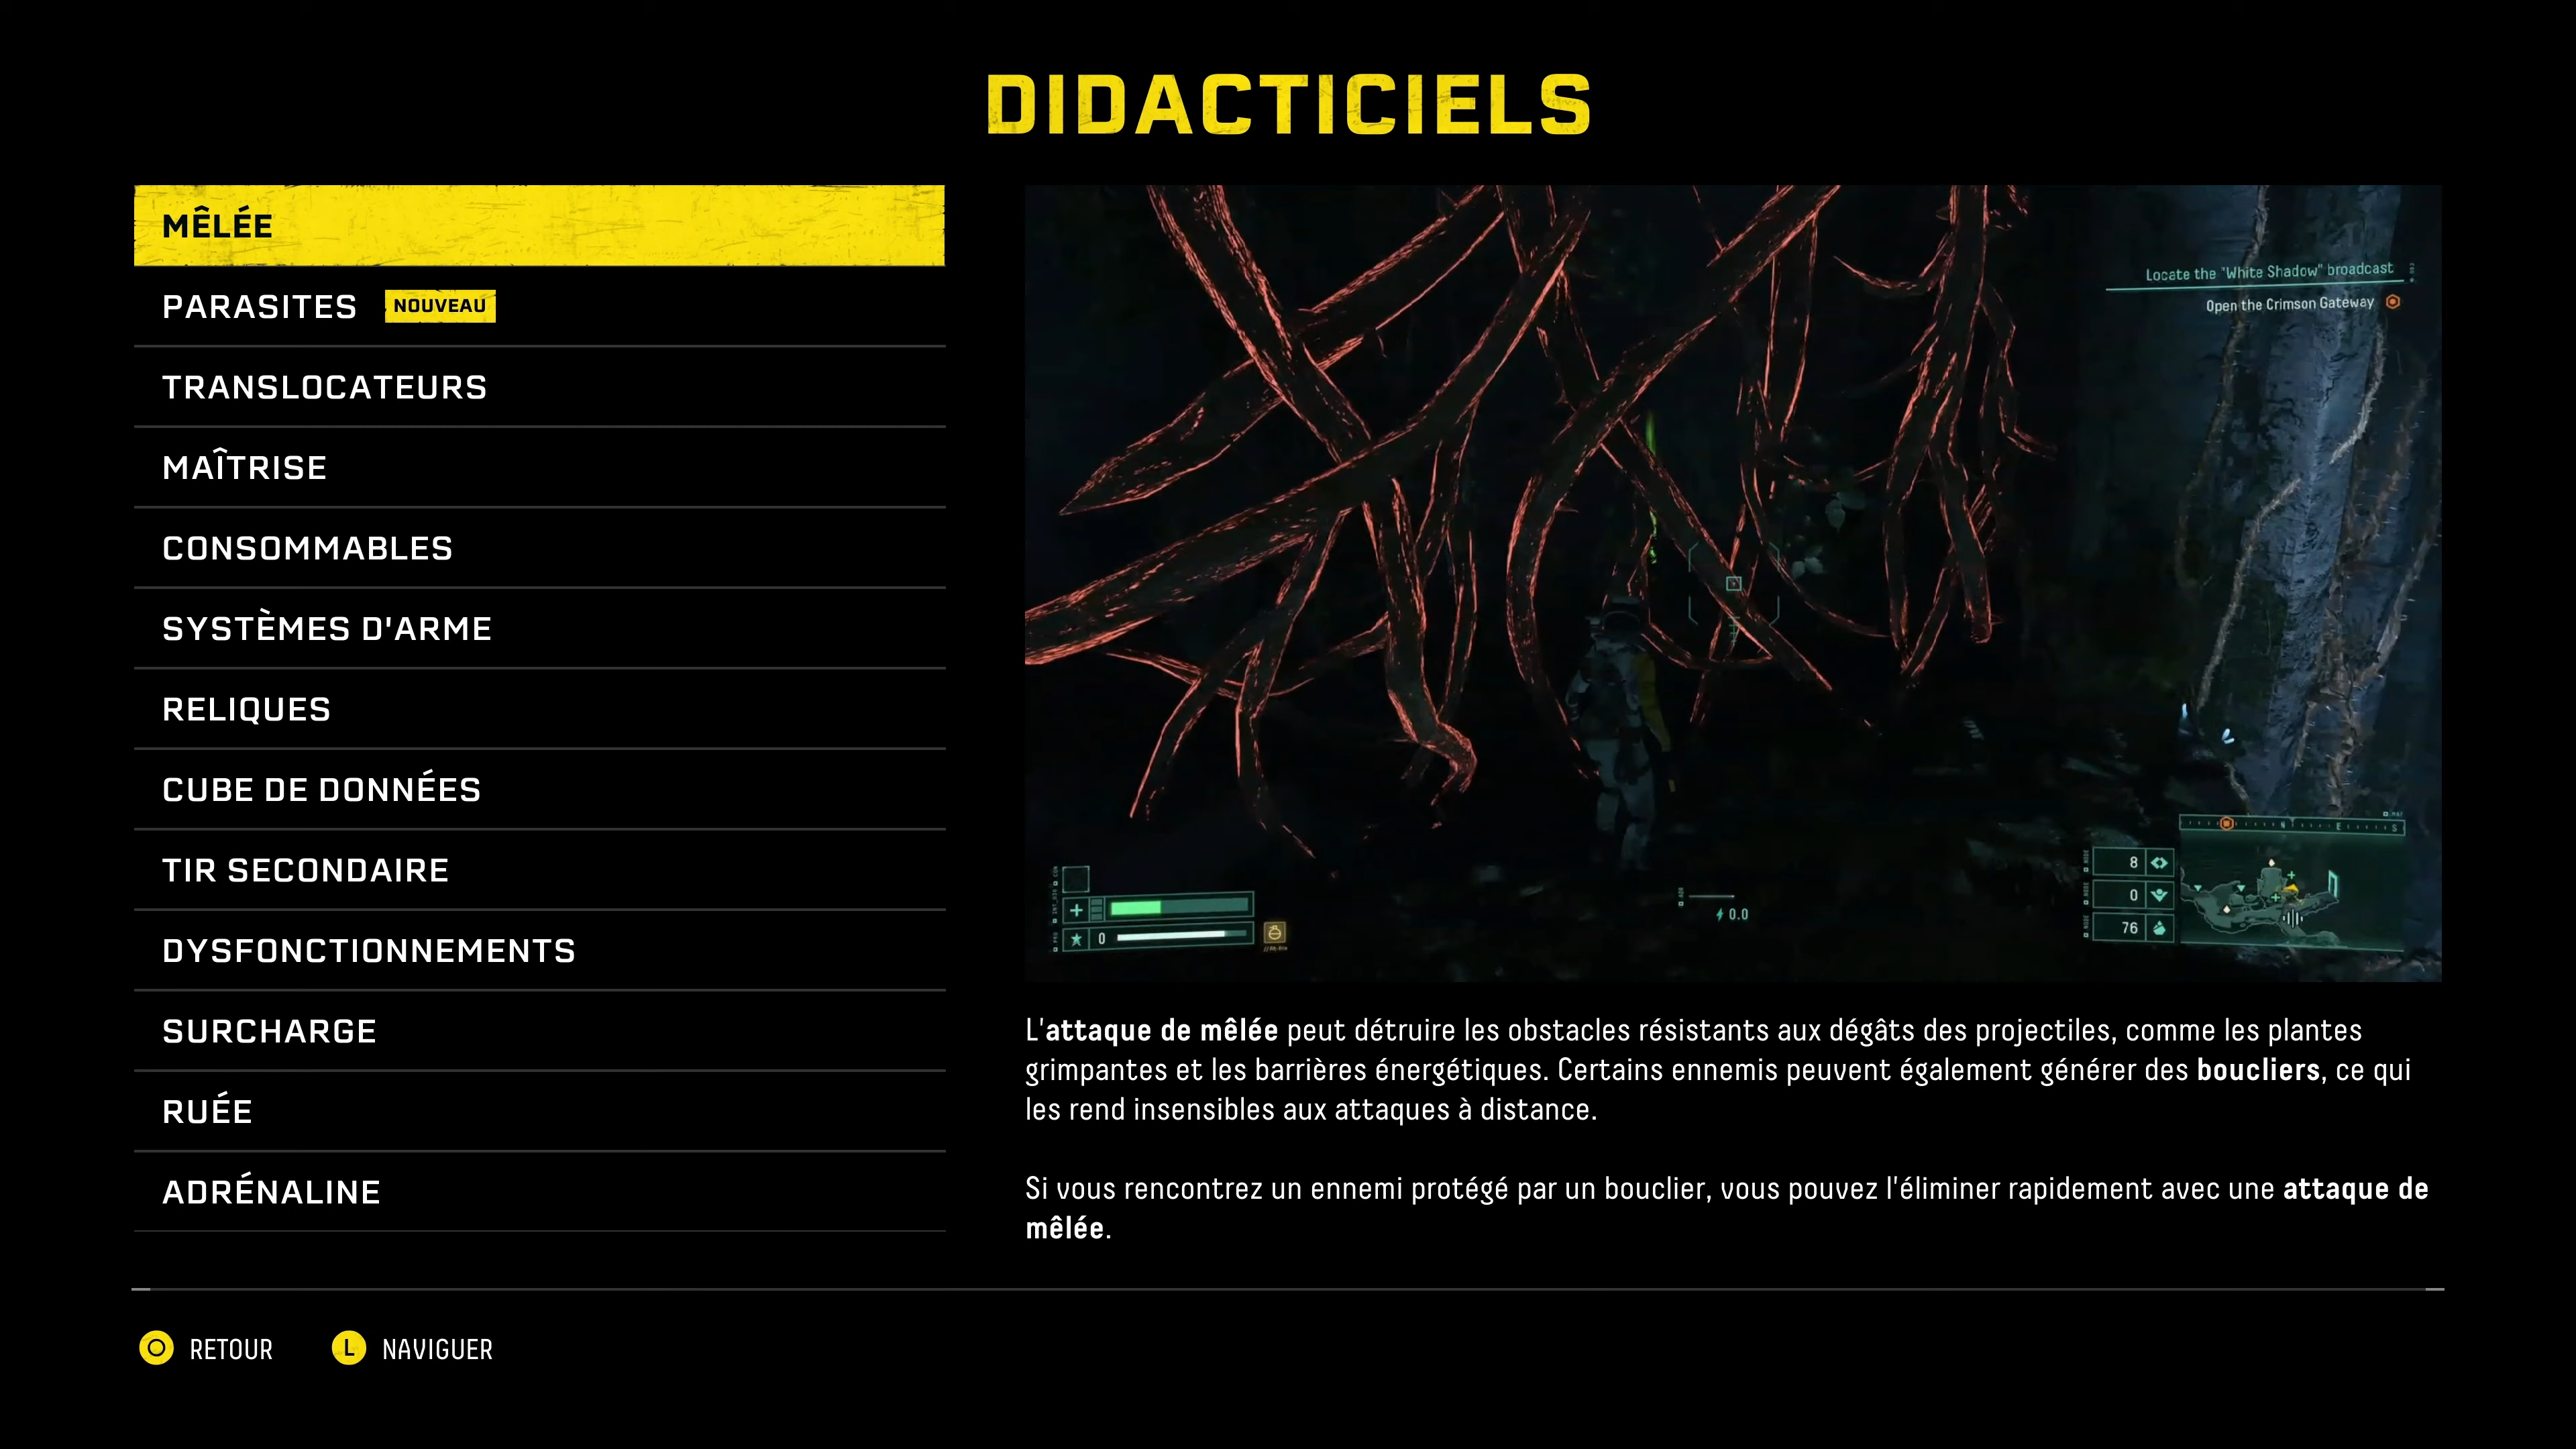 DIDACTICIELS
MÊLÉE
PARASITES NOUVEAU
TRANSLOCATEURS
MAÎTRISE
CONSOMMABLES
SYSTÈMES D'ARME
RELIQUES
CUBE DE DONNÉES
TIR SECONDAIRE
DYSFONCTIONNEMENTS
SURCHARGE
RUÉE
ADRÉNALINE
Locate the "White Shadow" broadcast
Open the Crimson Gateway
0
0.0
8
0
76
N E S
L'attaque de mêlée peut détruire les obstacles résistants aux dégâts des projectiles, comme les plantes
grimpantes et les barrières énergétiques. Certains ennemis peuvent également générer des boucliers, ce qui
les rend insensibles aux attaques à distance.
Si vous rencontrez un ennemi protégé par un bouclier, vous pouvez l'éliminer rapidement avec une attaque de
mêlée.
RETOUR L NAVIGUER